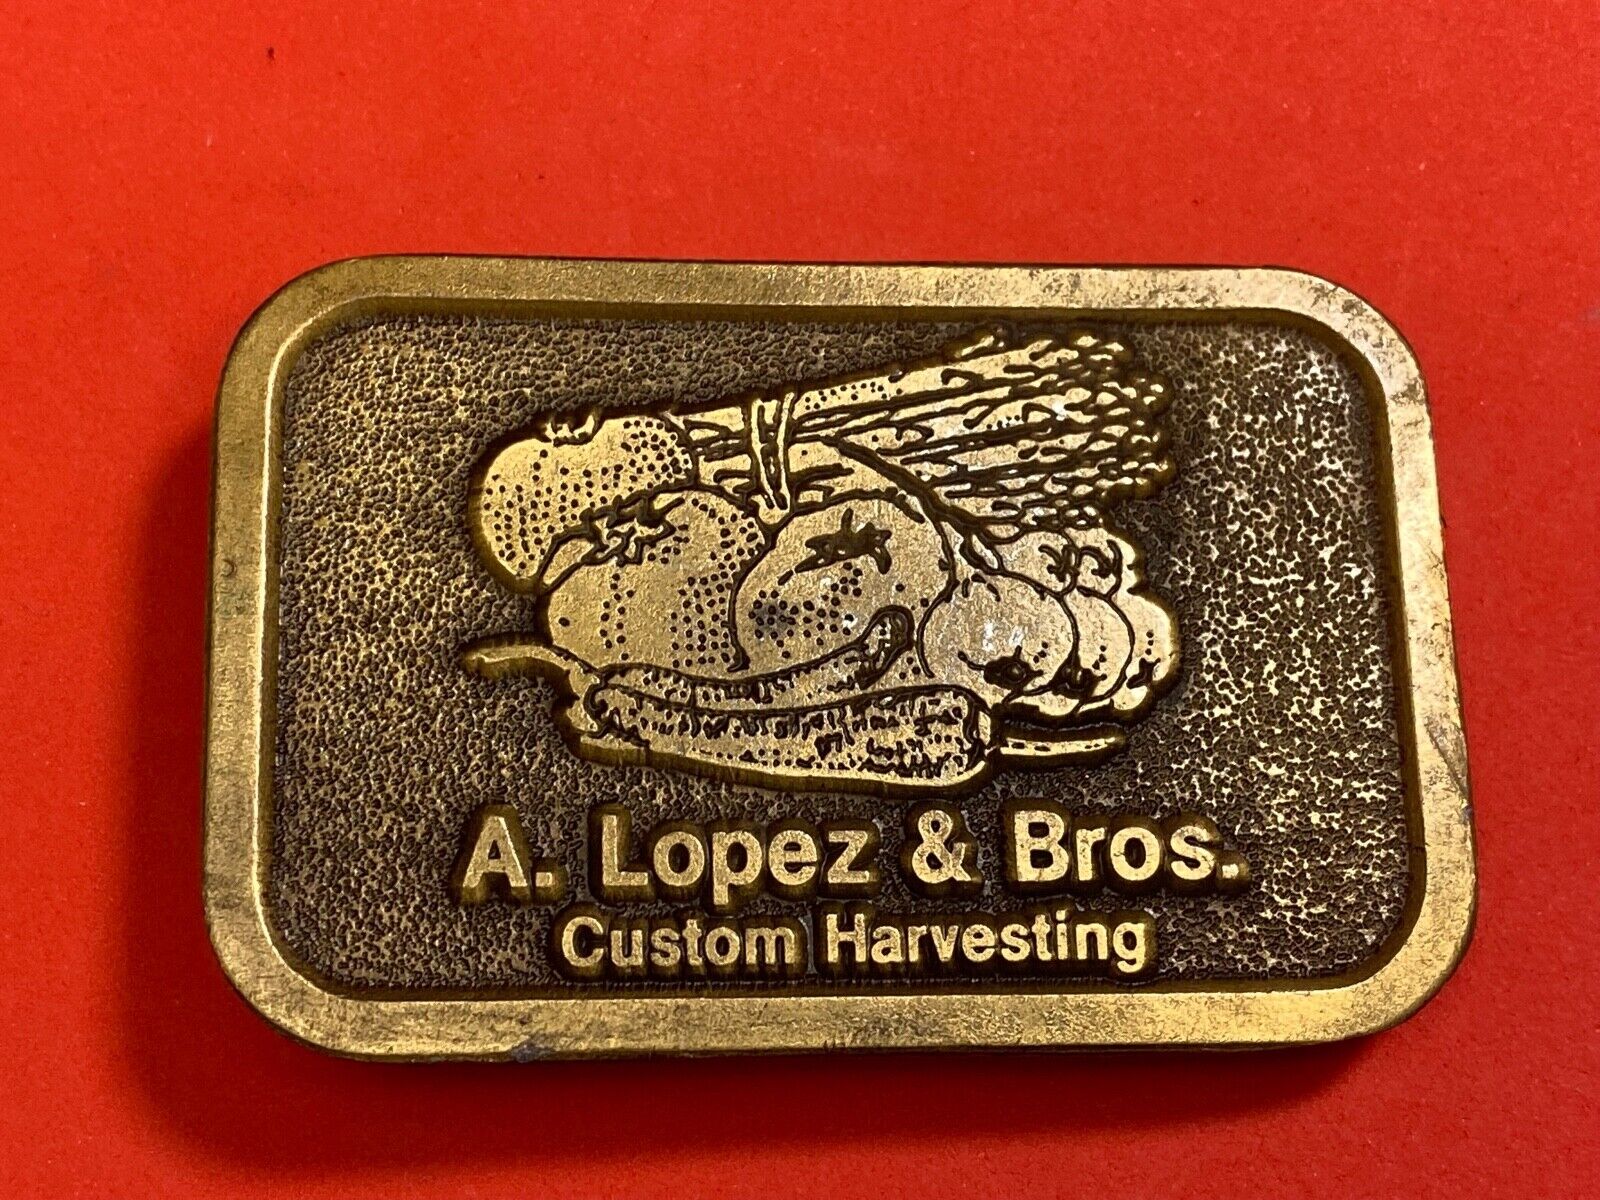 A. Lopez & Bros.
Custom Harvesting